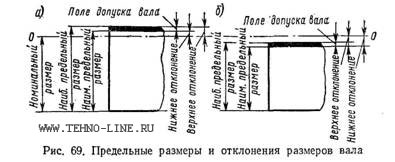 а)
Поле допуска вала
0
Номинальный размер
Наиб. предельный размер
Наим. предельный размер
Нижнее отклонение
Верхнее отклонение
б)
Поле допуска вала
0
Наиб. предельный размер
Наим. предельный размер
Верхнее отклонение
Нижнее отклонение
WWW.TEHNO-LINE.RU
Рис. 69. Предельные размеры и отклонения размеров вала